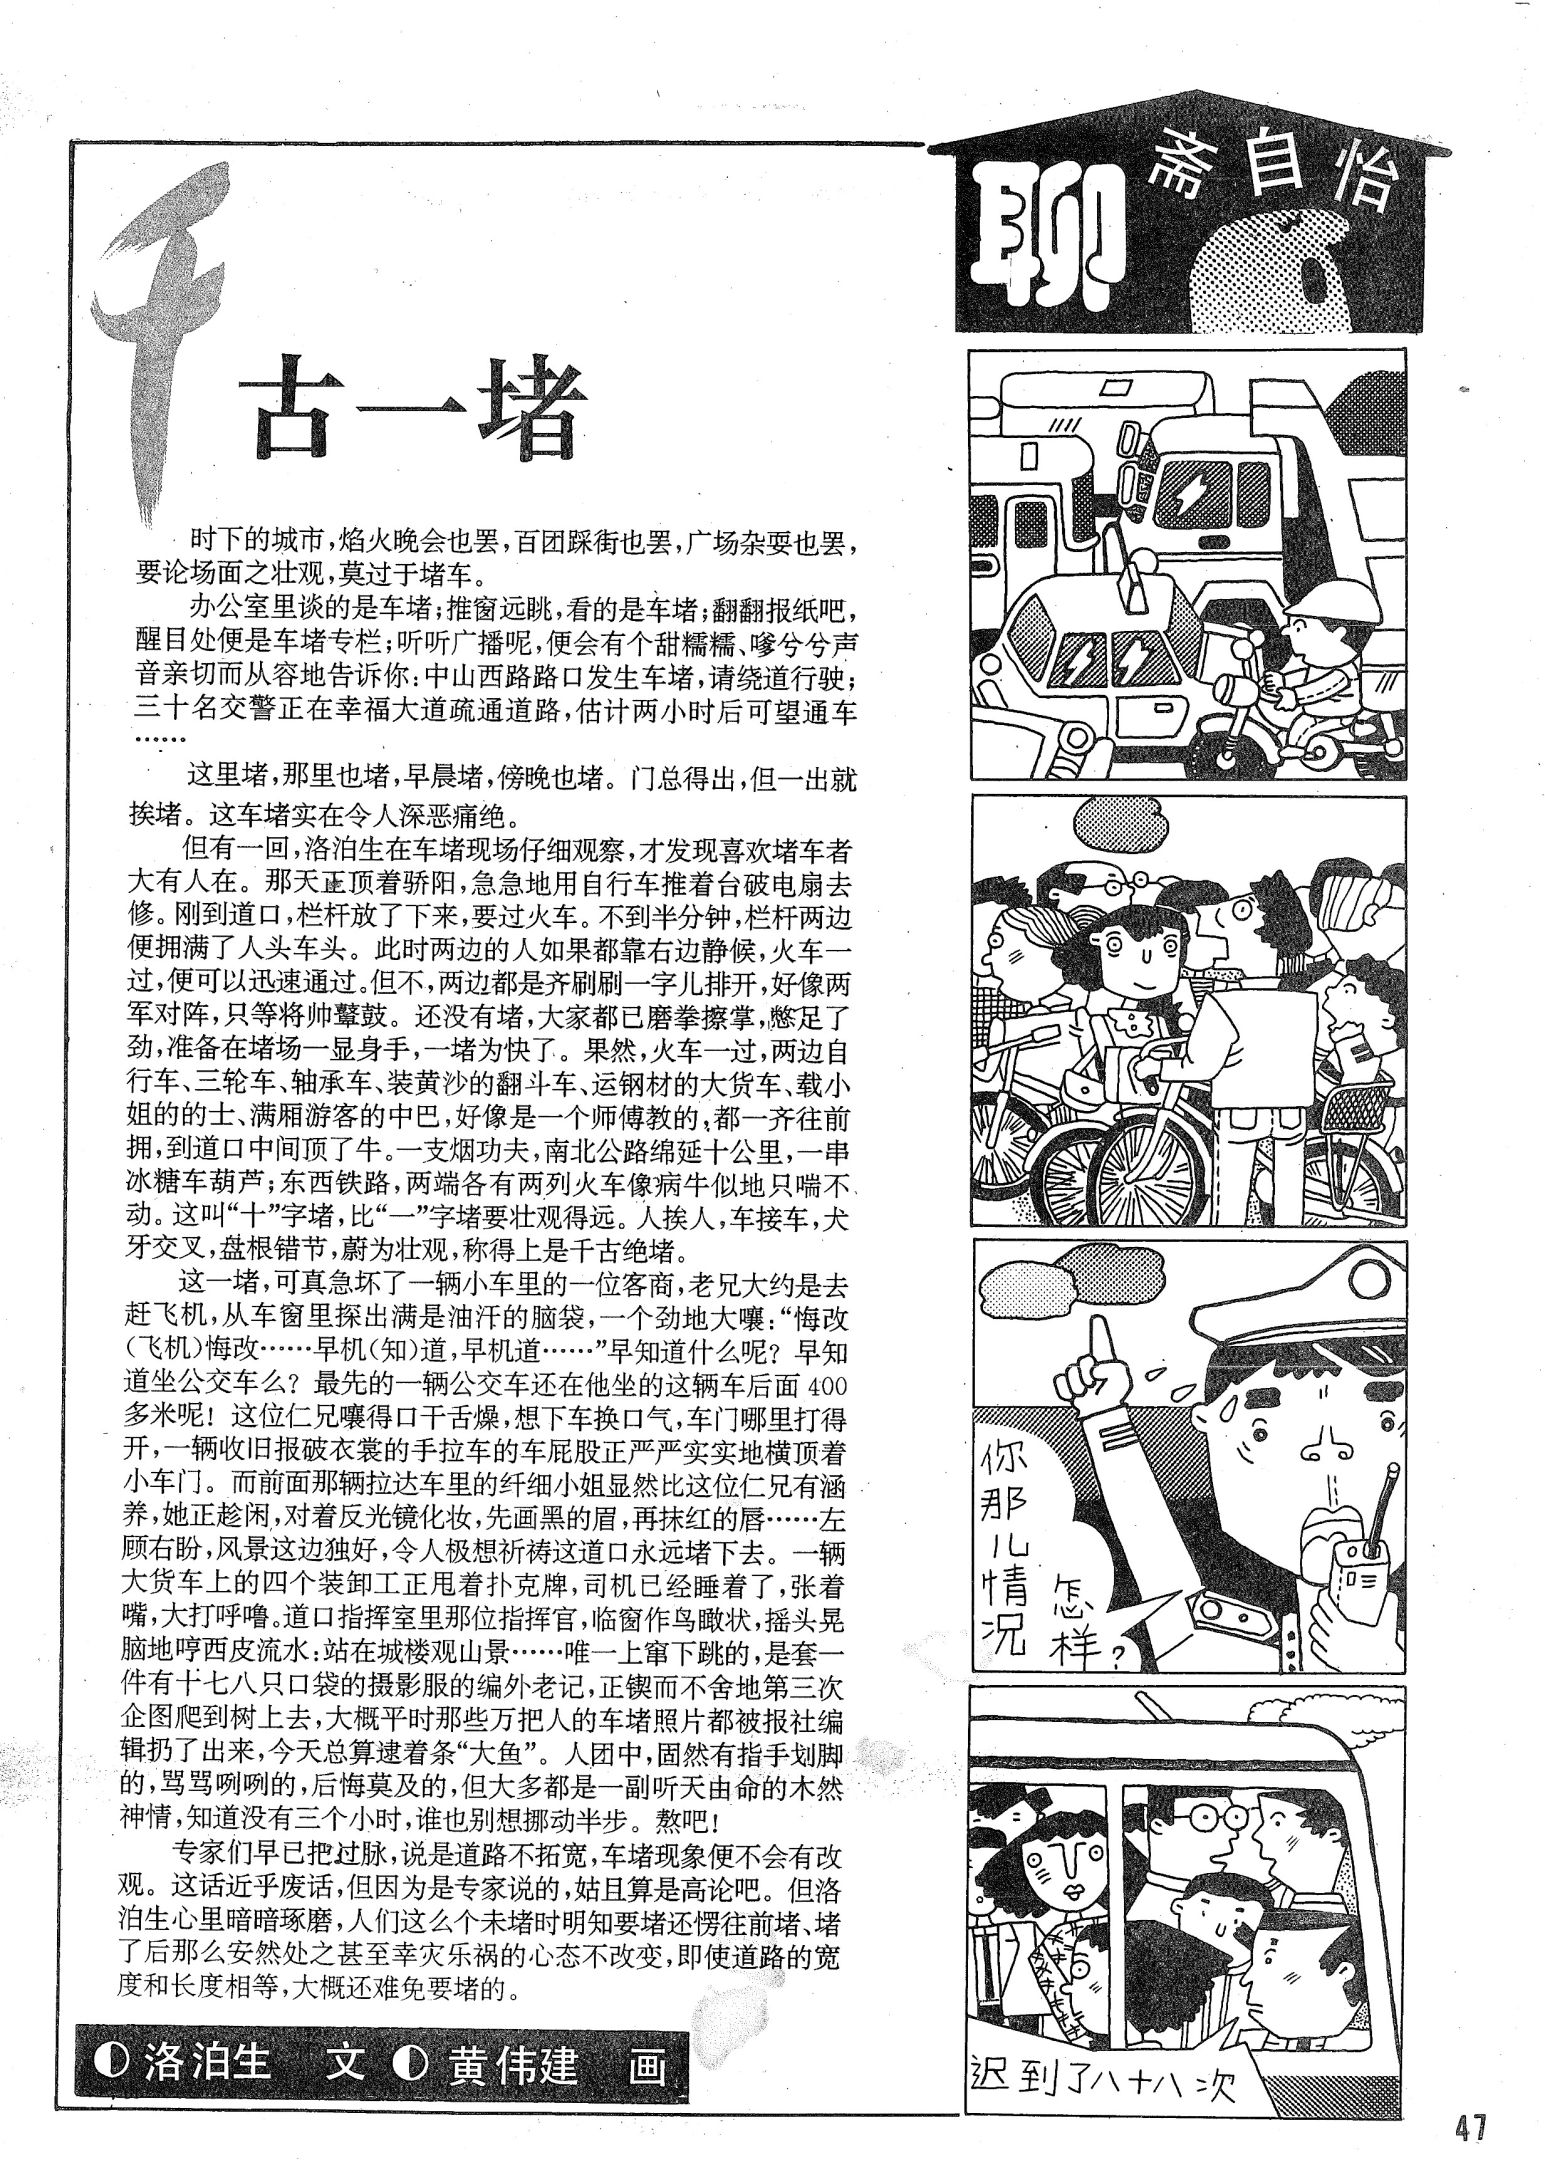 聊斋自怡
千古一堵
时下的城市，焰火晚会也罢，百团踩街也罢，广场杂耍也罢，
要论场面之壮观，莫过于堵车。
办公室里谈的是车堵；推窗远眺，看的是车堵；翻翻报纸吧，
醒目处便是车堵专栏；听听广播呢，便会有个甜糯糯、嗲兮兮声
音亲切而从容地告诉你：中山西路路口发生车堵，请绕道行驶；
三十名交警正在幸福大道疏通道路，估计两小时后可望通车
……
这里堵，那里也堵，早晨堵，傍晚也堵。门总得出，但一出就
挨堵。这车堵实在令人深恶痛绝。
但有一回，洛泊生在车堵现场仔细观察，才发现喜欢堵车者
大有人在。那天正顶着骄阳，急急地用自行车推着台破电扇去
修。刚到道口，栏杆放了下来，要过火车。不到半分钟，栏杆两边
便拥满了人头车头。此时两边的人如果都靠右边静候，火车一
过，便可以迅速通过。但不，两边都是齐刷刷一字儿排开，好像两
军对阵，只等将帅鼙鼓。还没有堵，大家都已磨拳擦掌，憋足了
劲，准备在堵场一显身手，一堵为快了。果然，火车一过，两边自
行车、三轮车、轴承车、装黄沙的翻斗车、运钢材的大货车、载小
姐的的士、满厢游客的中巴，好像是一个师傅教的，都一齐往前
拥，到道口中间顶了牛。一支烟功夫，南北公路绵延十公里，一串
冰糖车葫芦；东西铁路，两端各有两列火车像病牛似地只喘不
动。这叫“十”字堵，比“一”字堵要壮观得远。人挨人，车接车，犬
牙交叉，盘根错节，蔚为壮观，称得上是千古绝堵。
这一堵，可真急坏了一辆小车里的一位客商，老兄大约是去
赶飞机，从车窗里探出满是油汗的脑袋，一个劲地大嚷：“悔改
（飞机）悔改……早机（知）道，早机道……”早知道什么呢？早知
道坐公交车么？最先的一辆公交车还在他坐的这辆车后面400
多米呢！这位仁兄嚷得口干舌燥，想下车换口气，车门哪里打得
开，一辆收旧报破衣裳的手拉车的车屁股正严严实实地横顶着
小车门。而前面那辆拉达车里的纤细小姐显然比这位仁兄有涵
养，她正趁闲，对着反光镜化妆，先画黑的眉，再抹红的唇……左
顾右盼，风景这边独好，令人极想祈祷这道口永远堵下去。一辆
大货车上的四个装卸工正甩着扑克牌，司机已经睡着了，张着
嘴，大打呼噜。道口指挥室里那位指挥官，临窗作鸟瞰状，摇头晃
脑地哼西皮流水：站在城楼观山景……唯一上窜下跳的，是套一
件有十七八只口袋的摄影服的编外老记，正锲而不舍地第三次
企图爬到树上去，大概平时那些万把人的车堵照片都被报社编
辑扔了出来，今天总算逮着条“大鱼”。人团中，固然有指手划脚
的，骂骂咧咧的，后悔莫及的，但大多都是一副听天由命的木然
神情，知道没有三个小时，谁也别想挪动半步。熬吧！
专家们早已把过脉，说是道路不拓宽，车堵现象便不会有改
观。这话近乎废话，但因为是专家说的，姑且算是高论吧。但洛
泊生心里暗暗琢磨，人们这么个未堵时明知要堵还愣往前堵、堵
了后那么安然处之甚至幸灾乐祸的心态不改变，即使道路的宽
度和长度相等，大概还难免要堵的。
洛泊生 文 黄伟建 画
你那儿情况
怎样？
迟到了八十八次
47